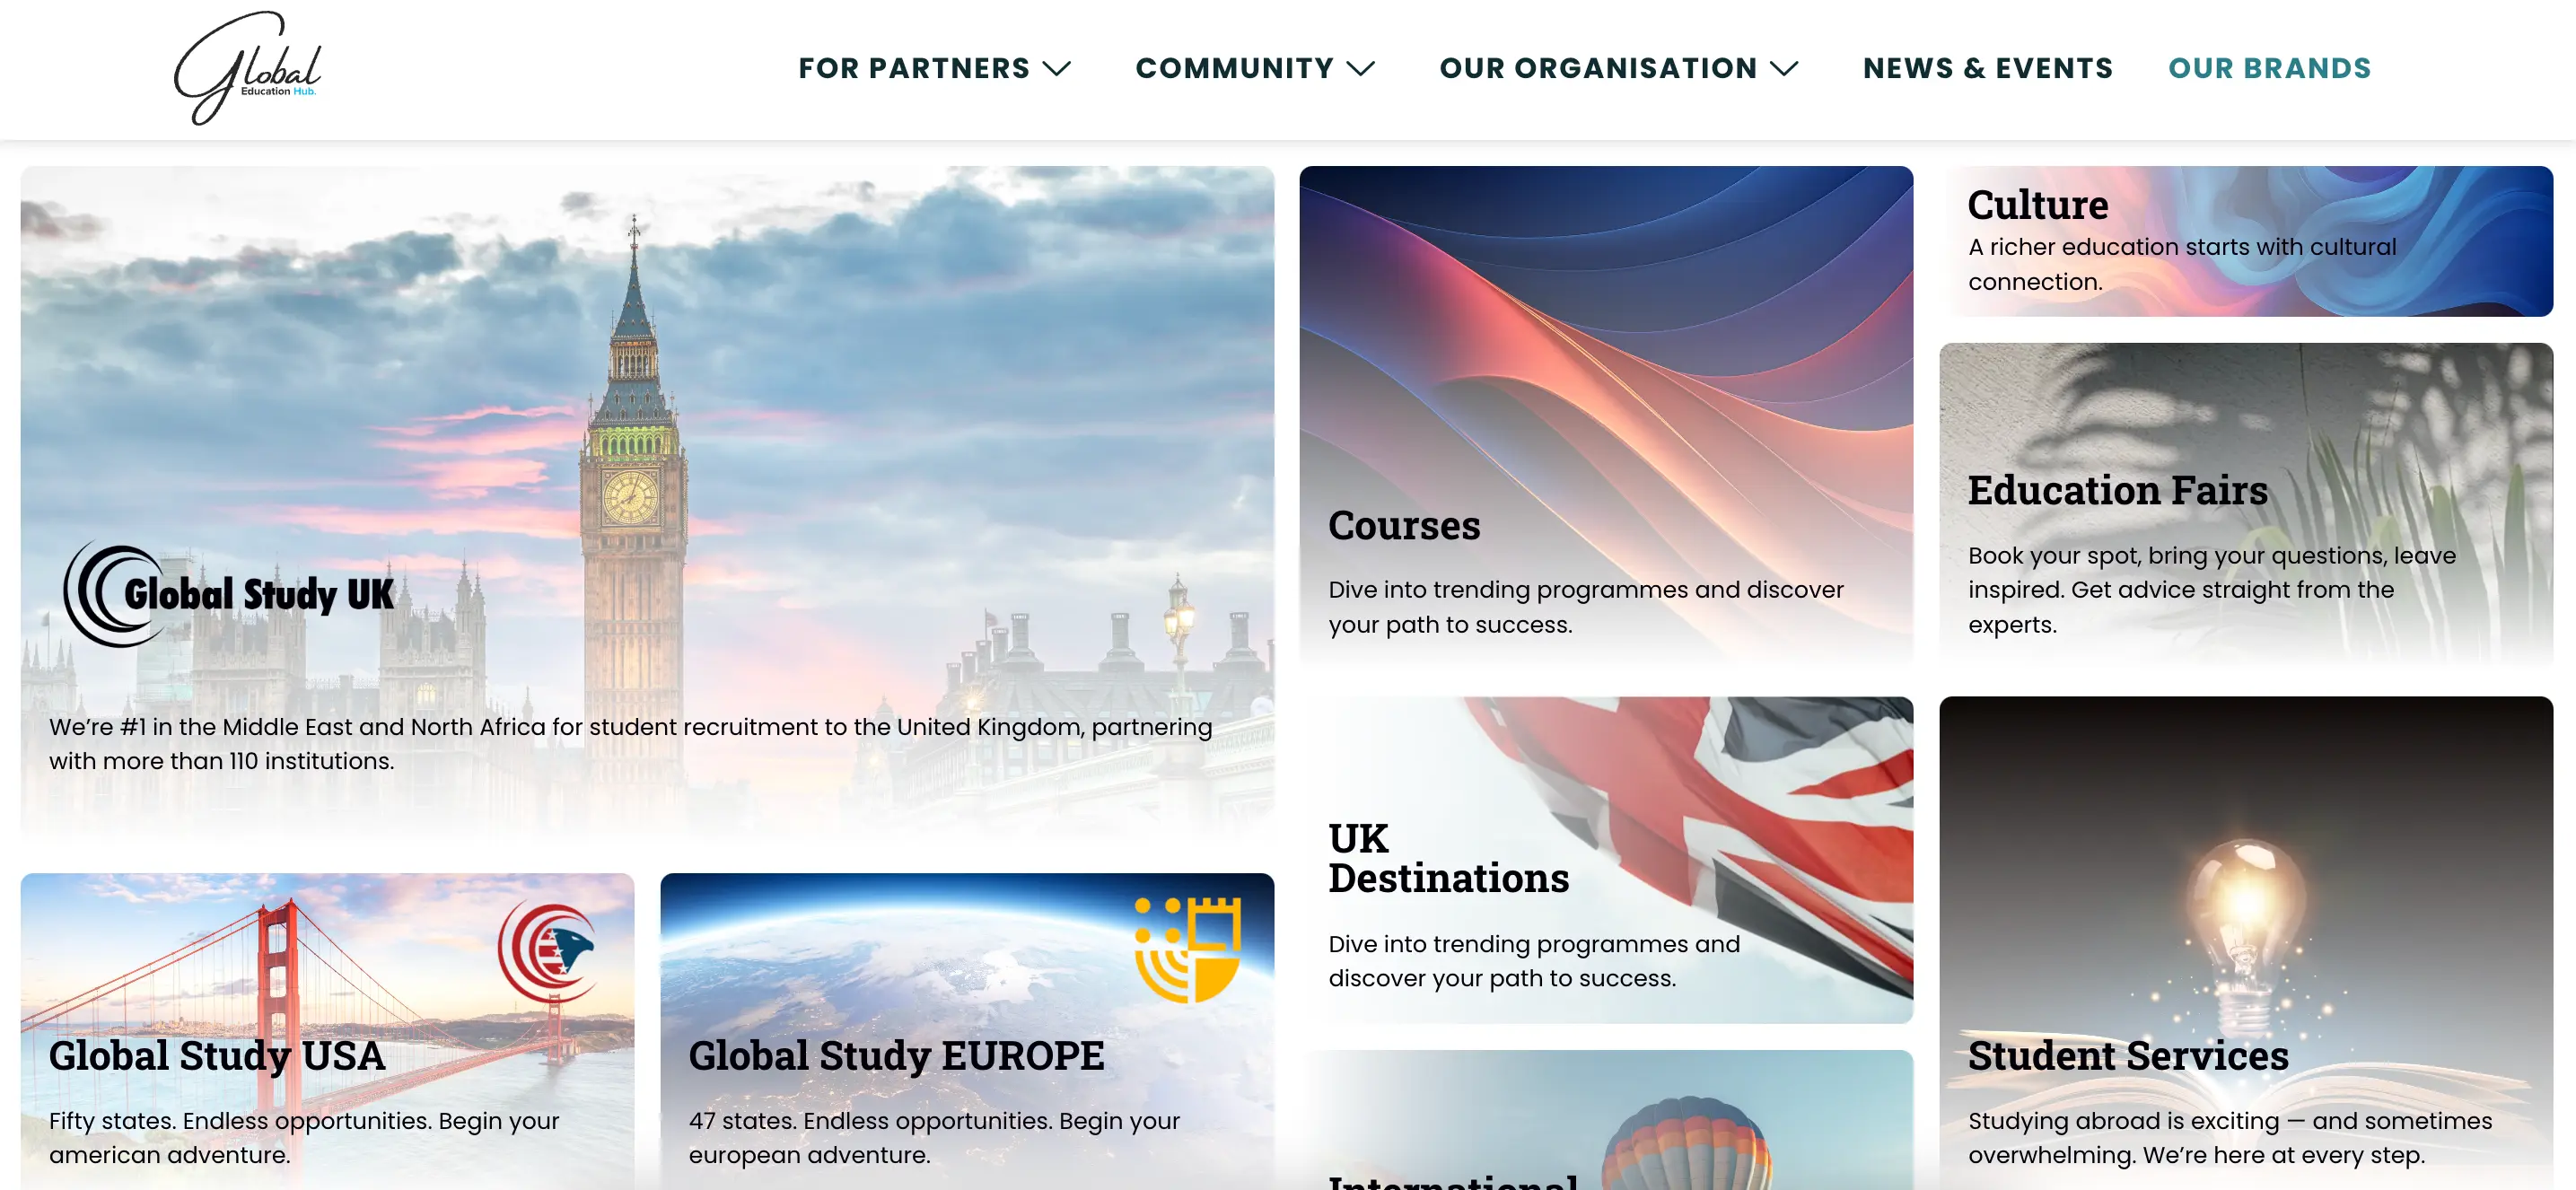 Global
Education Hub.
FOR PARTNERS
COMMUNITY
OUR ORGANISATION
NEWS & EVENTS
OUR BRANDS
Global Study UK
We’re #1 in the Middle East and North Africa for student recruitment to the United Kingdom, partnering
with more than 110 institutions.
Global Study USA
Fifty states. Endless opportunities. Begin your
american adventure.
Global Study EUROPE
47 states. Endless opportunities. Begin your
european adventure.
Courses
Dive into trending programmes and discover
your path to success.
UK
Destinations
Dive into trending programmes and
discover your path to success.
International
Culture
A richer education starts with cultural
connection.
Education Fairs
Book your spot, bring your questions, leave
inspired. Get advice straight from the
experts.
Student Services
Studying abroad is exciting — and sometimes
overwhelming. We’re here at every step.